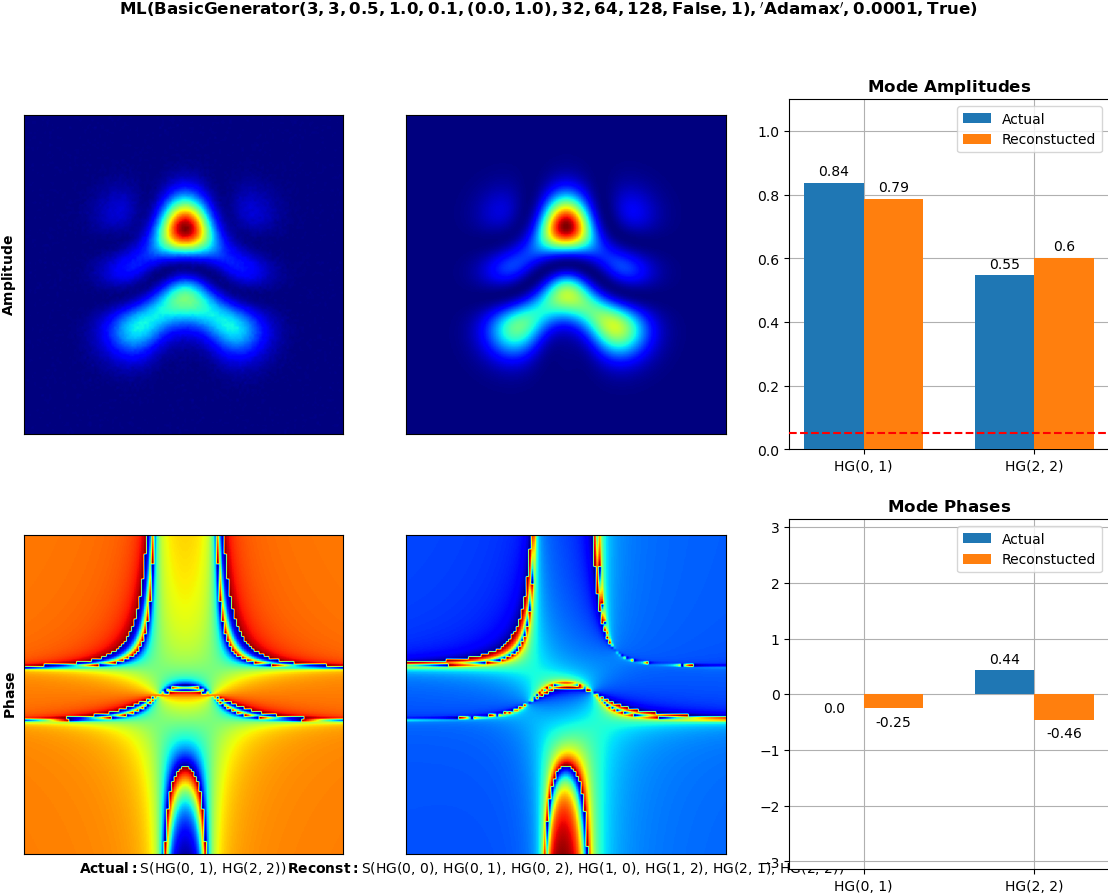 ML(BasicGenerator(3, 3, 0.5, 1.0, 0.1, (0.0, 1.0), 32, 64, 128, False, 1), ′Adamax′, 0.0001, True)
Mode Amplitudes
Actual
Reconstucted
1.0
0.8
0.6
0.4
0.2
0.0
0.84
0.79
0.55
0.6
HG(0, 1)
HG(2, 2)
Amplitude
Mode Phases
Actual
Reconstucted
3
2
1
0
−1
−2
−3
0.0
-0.25
0.44
-0.46
HG(0, 1)
HG(2, 2)
Phase
Actual: S(HG(0, 1), HG(2, 2)) Reconst: S(HG(0, 0), HG(0, 1), HG(0, 2), HG(1, 0), HG(1, 2), HG(2, 1), HG(2, 2))